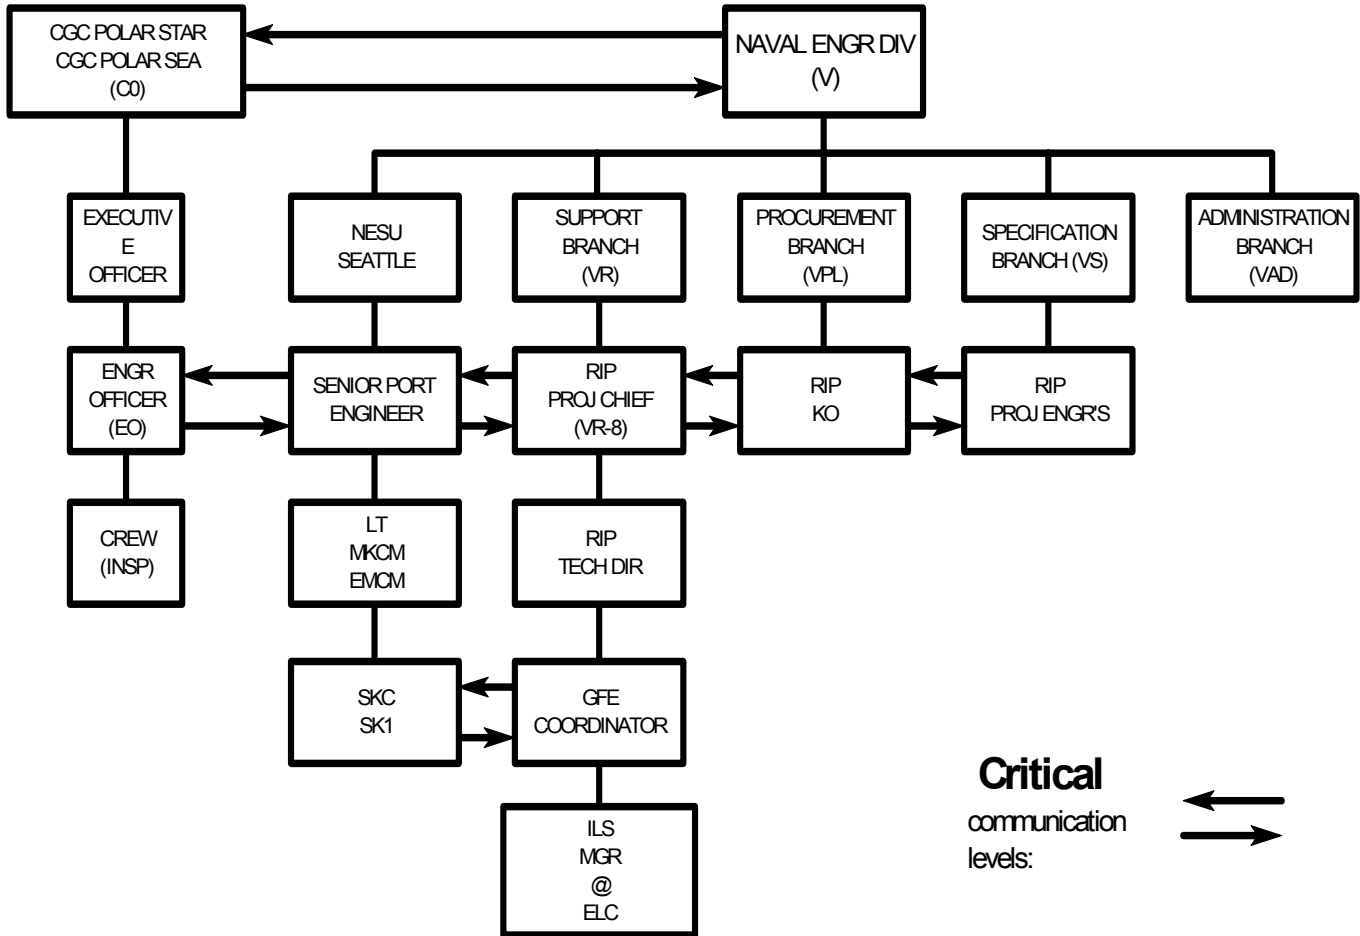 CGC POLAR STAR
CGC POLAR SEA
(C0)
NAVAL ENGR DIV
(V)
EXECUTIV
E
OFFICER
NESU
SEATTLE
SUPPORT
BRANCH
(VR)
PROCUREMENT
BRANCH
(VPL)
SPECIFICATION
BRANCH (VS)
ADMINISTRATION
BRANCH
(VAD)
ENGR
OFFICER
(EO)
SENIOR PORT
ENGINEER
RIP
PROJ CHIEF
(VR-8)
RIP
KO
RIP
PROJ ENGR'S
CREW
(INSP)
LT
MKCM
EMCM
RIP
TECH DIR
SKC
SK1
GFE
COORDINATOR
ILS
MGR
@
ELC
Critical
communication
levels: